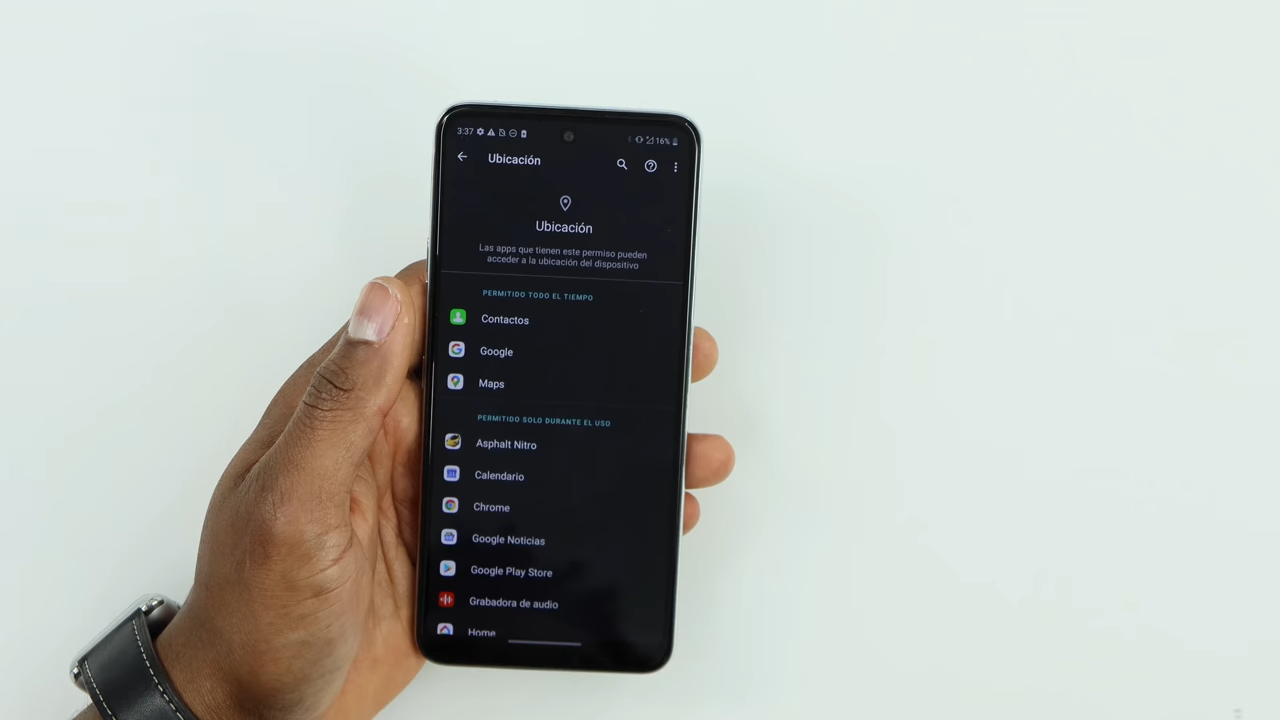 3:37 16%
Ubicación
Ubicación
Las apps que tienen este permiso pueden
acceder a la ubicación del dispositivo
PERMITIDO TODO EL TIEMPO
Contactos
Google
Maps
PERMITIDO SOLO DURANTE EL USO
Asphalt Nitro
Calendario
Chrome
Google Noticias
Google Play Store
Grabadora de audio
Home